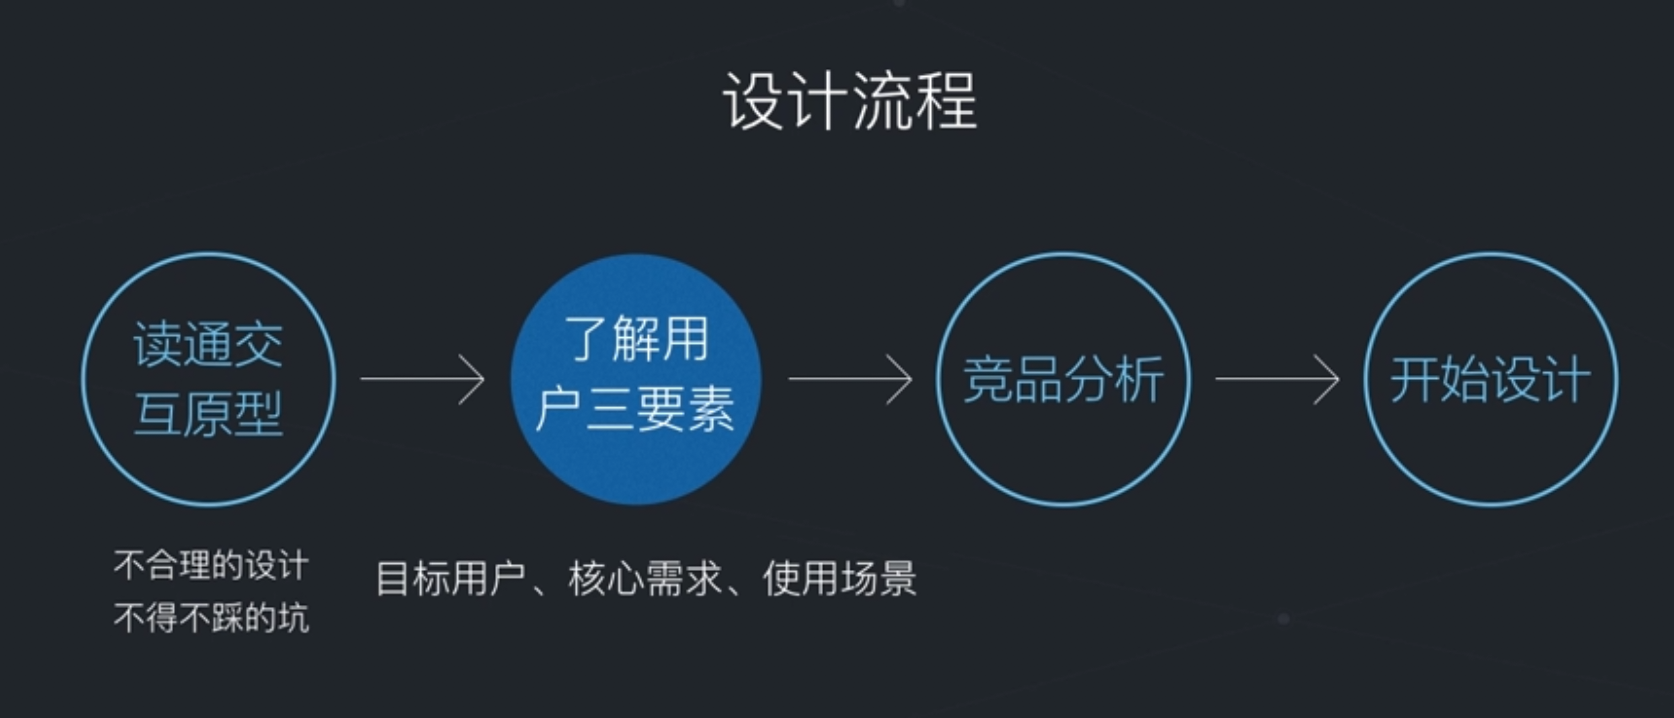 设计流程
读通交
互原型
了解用
户三要素
竞品分析
开始设计
不合理的设计
不得不踩的坑
目标用户、核心需求、使用场景